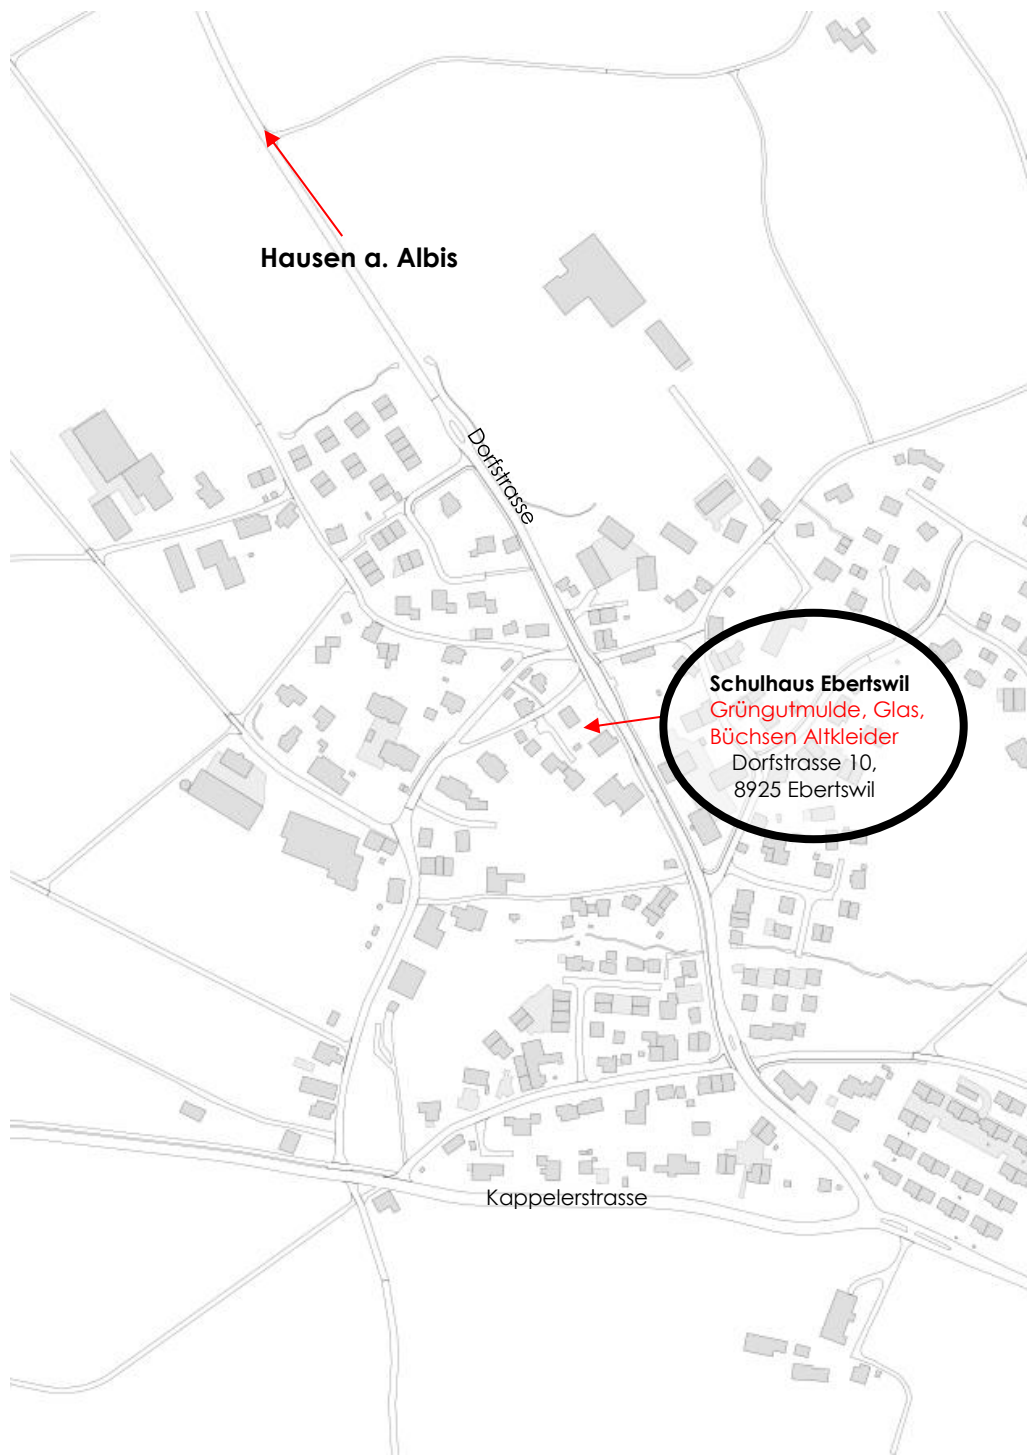 Hausen a. Albis
Dorfstrasse
Schulhaus Ebertswil
Grüngutmulde, Glas,
Büchsen Altkleider
Dorfstrasse 10,
8925 Ebertswil
Kappelerstrasse